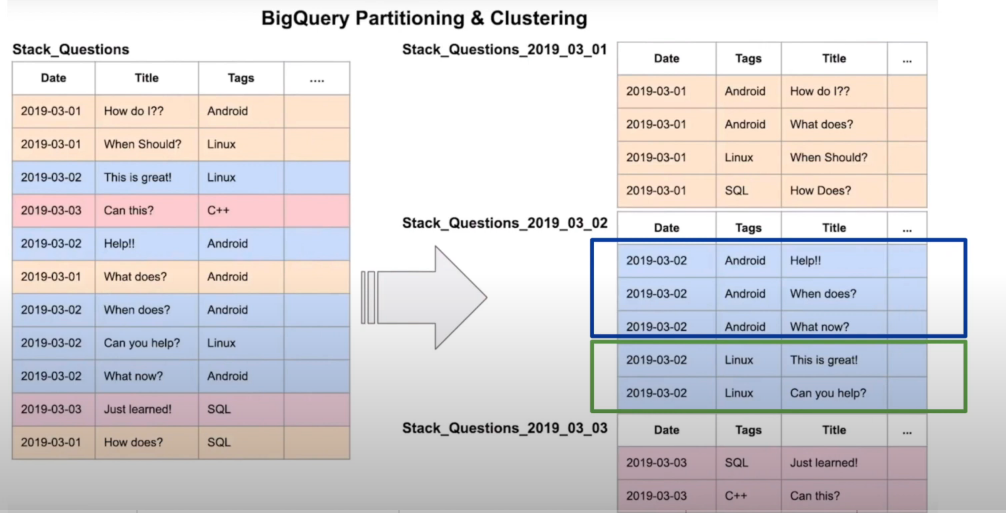 BigQuery Partitioning & Clustering
Stack_Questions
Date Title Tags ....
2019-03-01 How do I?? Android
2019-03-01 When Should? Linux
2019-03-02 This is great! Linux
2019-03-03 Can this? C++
2019-03-02 Help!! Android
2019-03-01 What does? Android
2019-03-02 When does? Android
2019-03-02 Can you help? Linux
2019-03-02 What now? Android
2019-03-03 Just learned! SQL
2019-03-01 How does? SQL
Stack_Questions_2019_03_01
Date Tags Title ...
2019-03-01 Android How do I??
2019-03-01 Android What does?
2019-03-01 Linux When Should?
2019-03-01 SQL How Does?
Stack_Questions_2019_03_02
Date Tags Title ...
2019-03-02 Android Help!!
2019-03-02 Android When does?
2019-03-02 Android What now?
2019-03-02 Linux This is great!
2019-03-02 Linux Can you help?
Stack_Questions_2019_03_03
Date Tags Title ...
2019-03-03 SQL Just learned!
2019-03-03 C++ Can this?